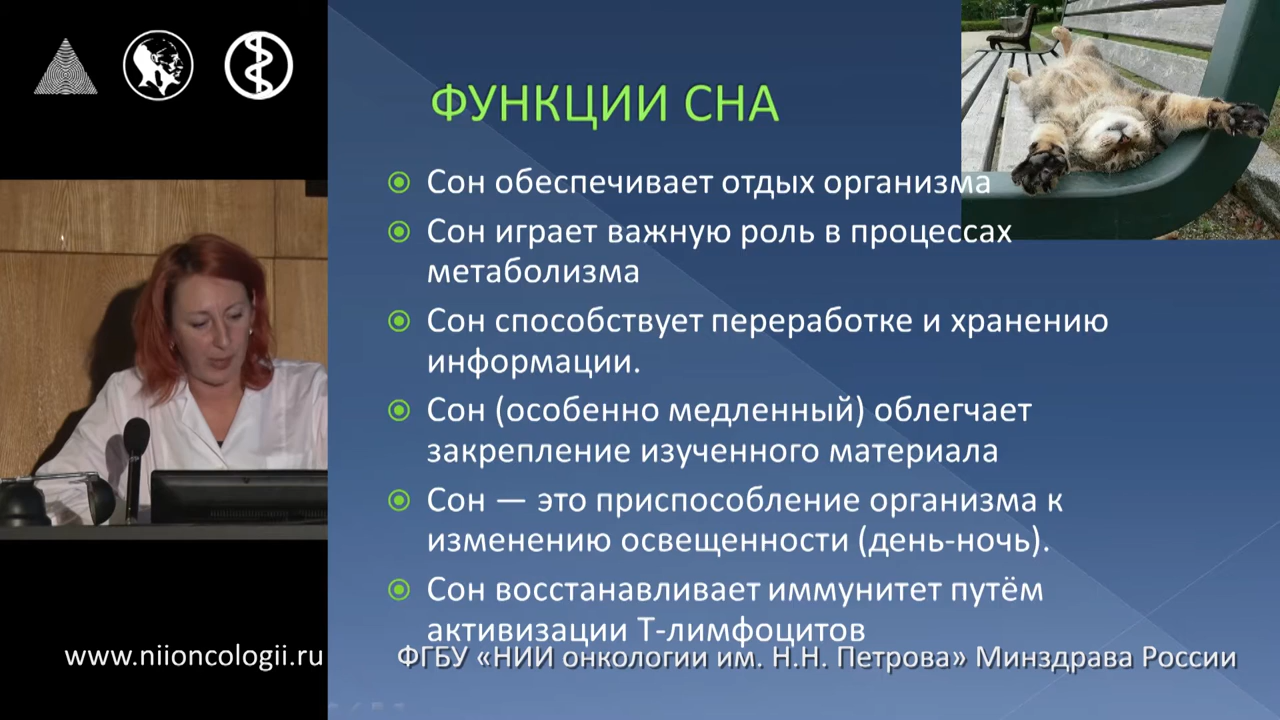 ФУНКЦИИ СНА
Сон обеспечивает отдых организма
Сон играет важную роль в процессах
метаболизма
Сон способствует переработке и хранению
информации.
Сон (особенно медленный) облегчает
закрепление изученного материала
Сон — это приспособление организма к
изменению освещенности (день-ночь).
Сон восстанавливает иммунитет путём
активизации Т-лимфоцитов
www.niioncologii.ru
ФГБУ «НИИ онкологии им. Н.Н. Петрова» Минздрава России